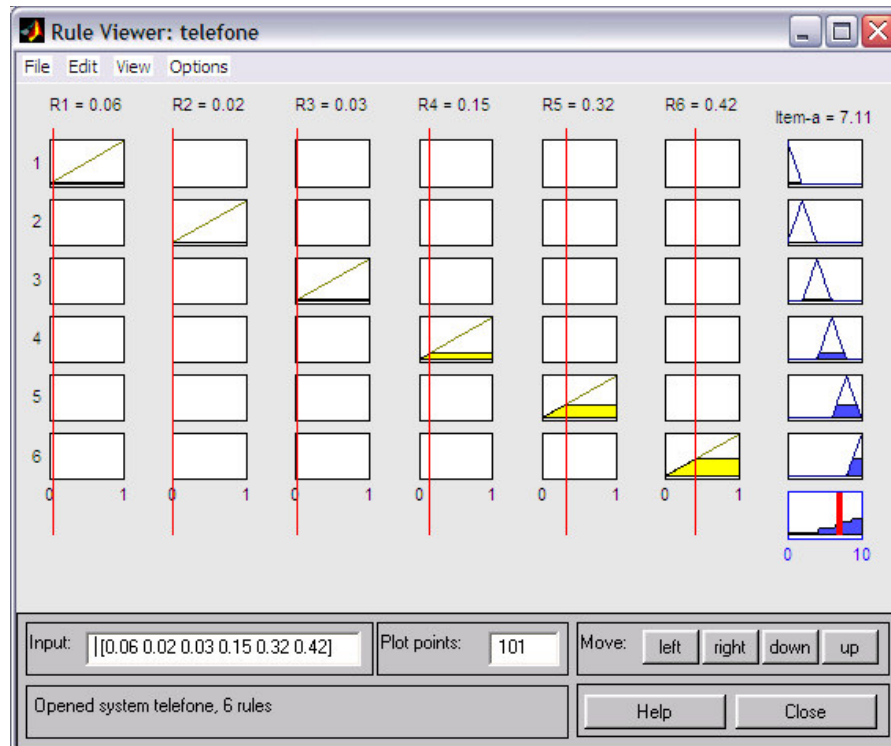 Rule Viewer: telefone
File Edit View Options
R1 = 0.06 R2 = 0.02 R3 = 0.03 R4 = 0.15 R5 = 0.32 R6 = 0.42 Item-a = 7.11
1
2
3
4
5
6
0 1 0 1 0 1 0 1 0 1 0 1
0 10
Input: [0.06 0.02 0.03 0.15 0.32 0.42] Plot points: 101 Move: left right down up
Opened system telefone, 6 rules Help Close